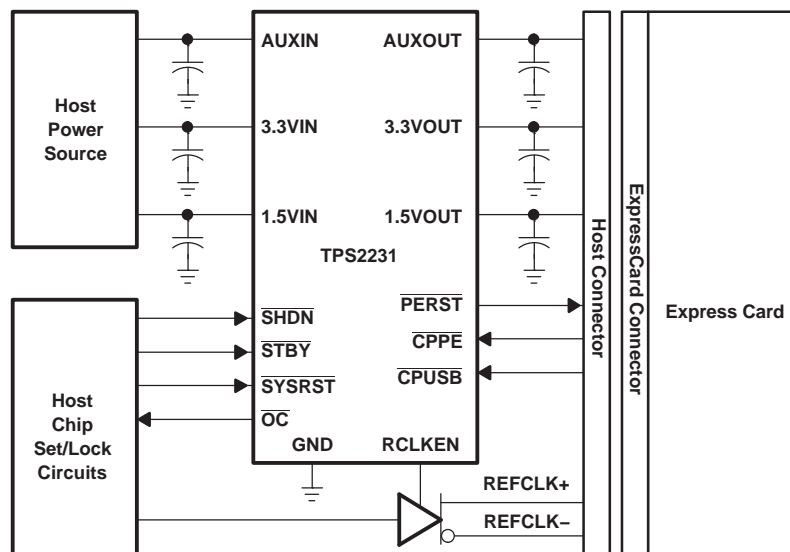 Host
Power
Source
AUXIN
AUXOUT
3.3VIN
3.3VOUT
1.5VIN
1.5VOUT
TPS2231
Host
Chip
Set/Lock
Circuits
SHDN
STBY
SYSRST
OC
PERST
CPPE
CPUSB
GND
RCLKEN
REFCLK+
REFCLK−
Host Connector
ExpressCard Connector
Express Card